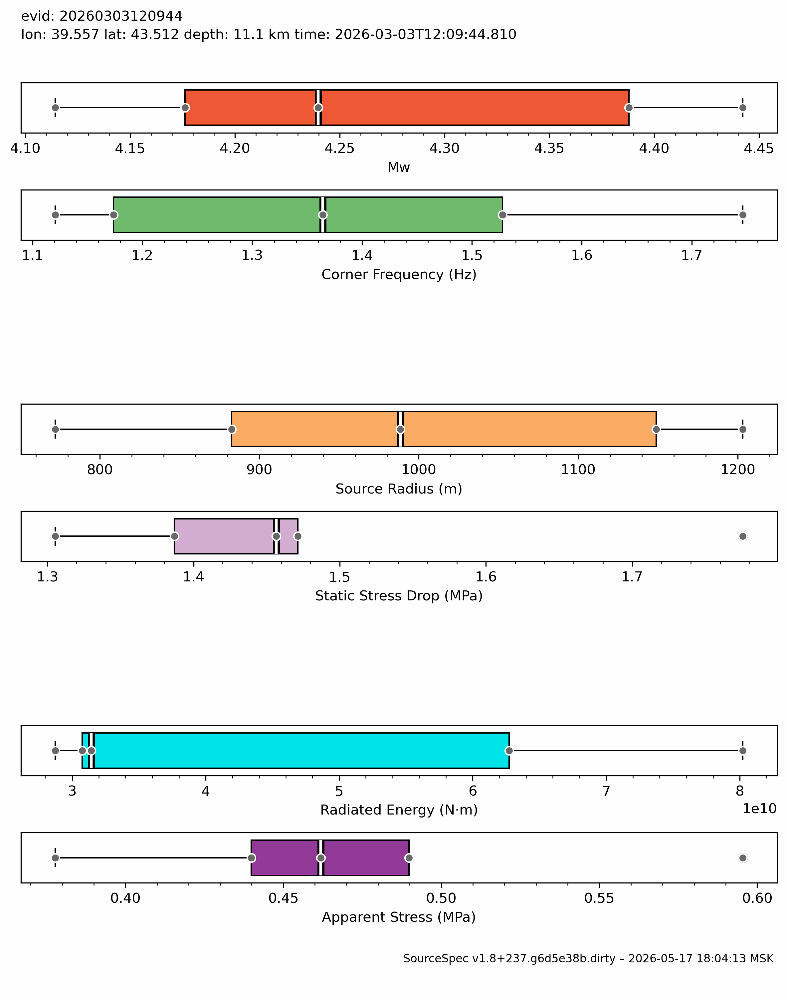 evid: 20260303120944
lon: 39.557 lat: 43.512 depth: 11.1 km time: 2026-03-03T12:09:44.810
4.10 4.15 4.20 4.25 4.30 4.35 4.40 4.45
Mw
1.1 1.2 1.3 1.4 1.5 1.6 1.7
Corner Frequency (Hz)
800 900 1000 1100 1200
Source Radius (m)
1.3 1.4 1.5 1.6 1.7
Static Stress Drop (MPa)
3 4 5 6 7 8
Radiated Energy (N·m)
1e10
0.40 0.45 0.50 0.55 0.60
Apparent Stress (MPa)
SourceSpec v1.8+237.g6d5e38b.dirty – 2026-05-17 18:04:13 MSK